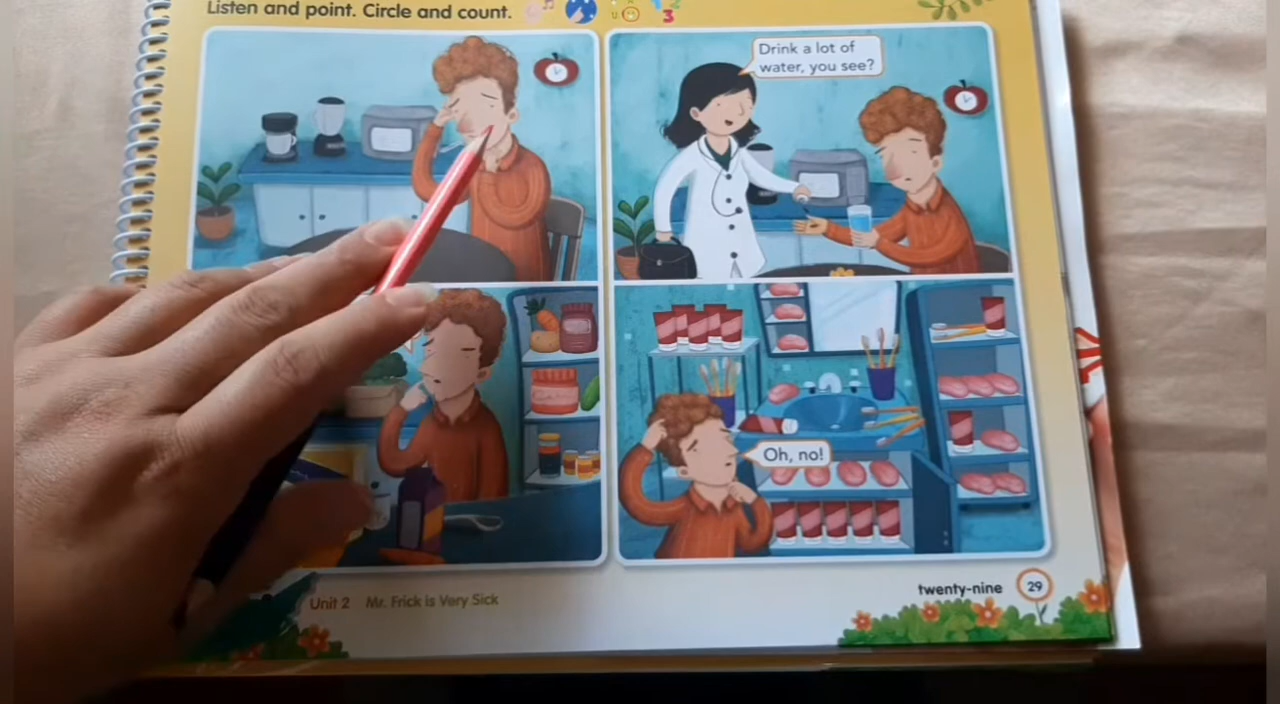 Listen and point. Circle and count.
3
Drink a lot of
water, you see?
Oh, no!
Unit 2 Mr. Frick is Very Sick
twenty-nine 29